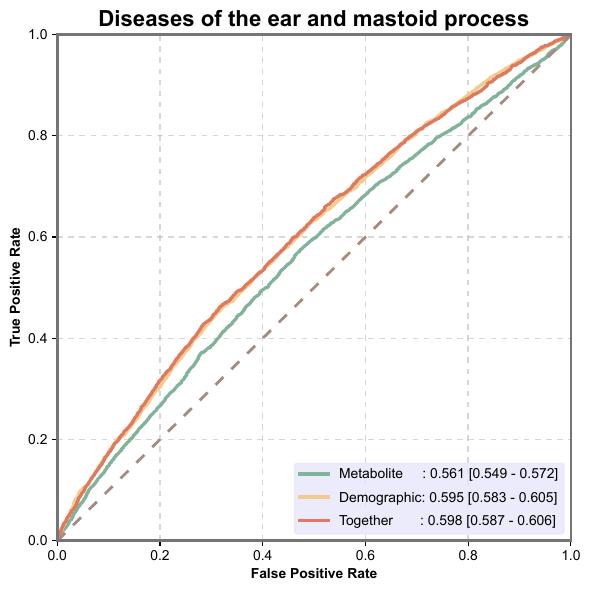 Diseases of the ear and mastoid process
1.0
0.8
0.6
0.4
0.2
0.0
True Positive Rate
Metabolite : 0.561 [0.549 - 0.572]
Demographic: 0.595 [0.583 - 0.605]
Together : 0.598 [0.587 - 0.606]
0.0 0.2 0.4 0.6 0.8 1.0
False Positive Rate